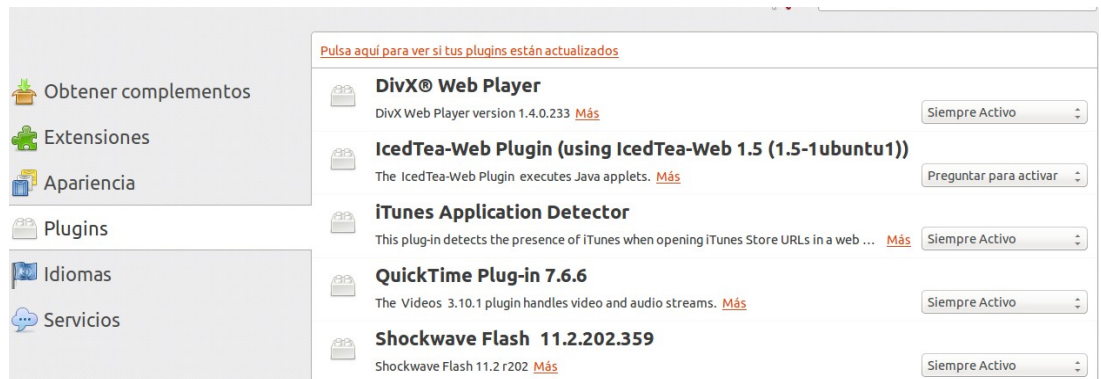 Pulsa aquí para ver si tus plugins están actualizados
Obtener complementos
Extensiones
Apariencia
Plugins
Idiomas
Servicios
DivX® Web Player
DivX Web Player version 1.4.0.233 Más
Siempre Activo
IcedTea-Web Plugin (using IcedTea-Web 1.5 (1.5-1ubuntu1))
The IcedTea-Web Plugin executes Java applets. Más
Preguntar para activar
iTunes Application Detector
This plug-in detects the presence of iTunes when opening iTunes Store URLs in a web ... Más
Siempre Activo
QuickTime Plug-in 7.6.6
The Videos 3.10.1 plugin handles video and audio streams. Más
Siempre Activo
Shockwave Flash 11.2.202.359
Shockwave Flash 11.2 r202 Más
Siempre Activo